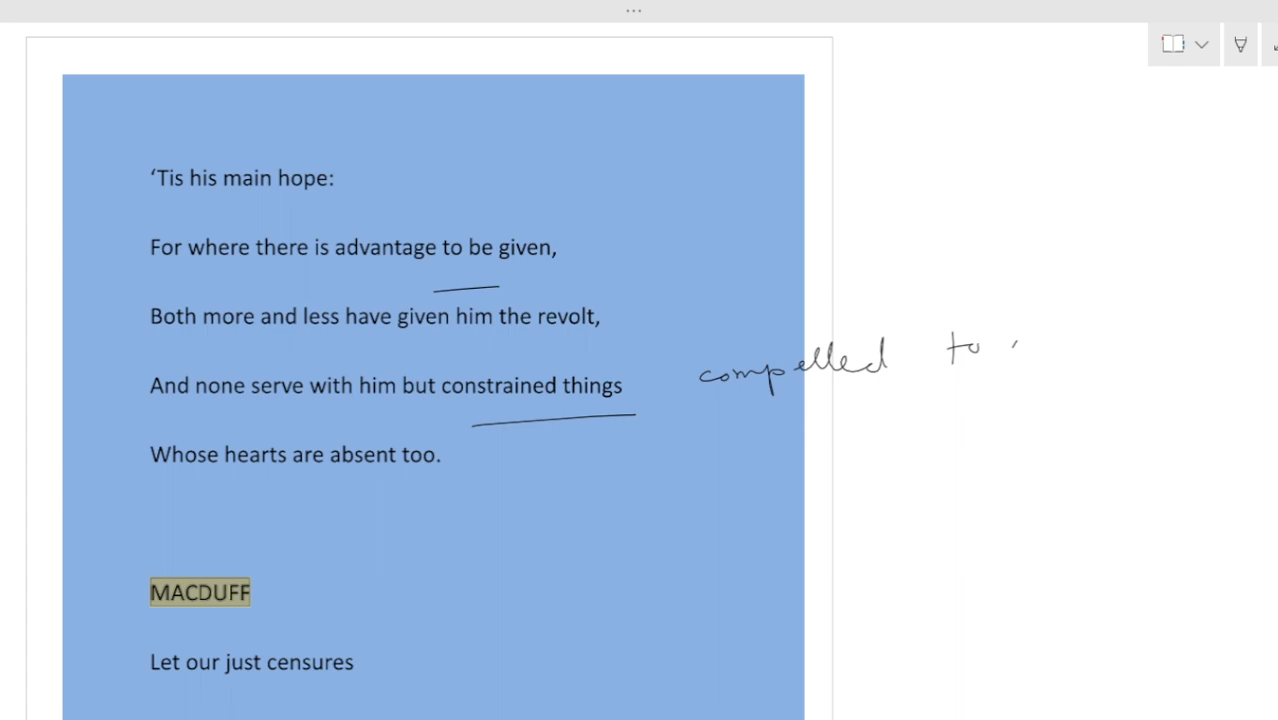 ‘Tis his main hope:
For where there is advantage to be given,
Both more and less have given him the revolt,
And none serve with him but constrained things
compelled to
Whose hearts are absent too.
MACDUFF
Let our just censures